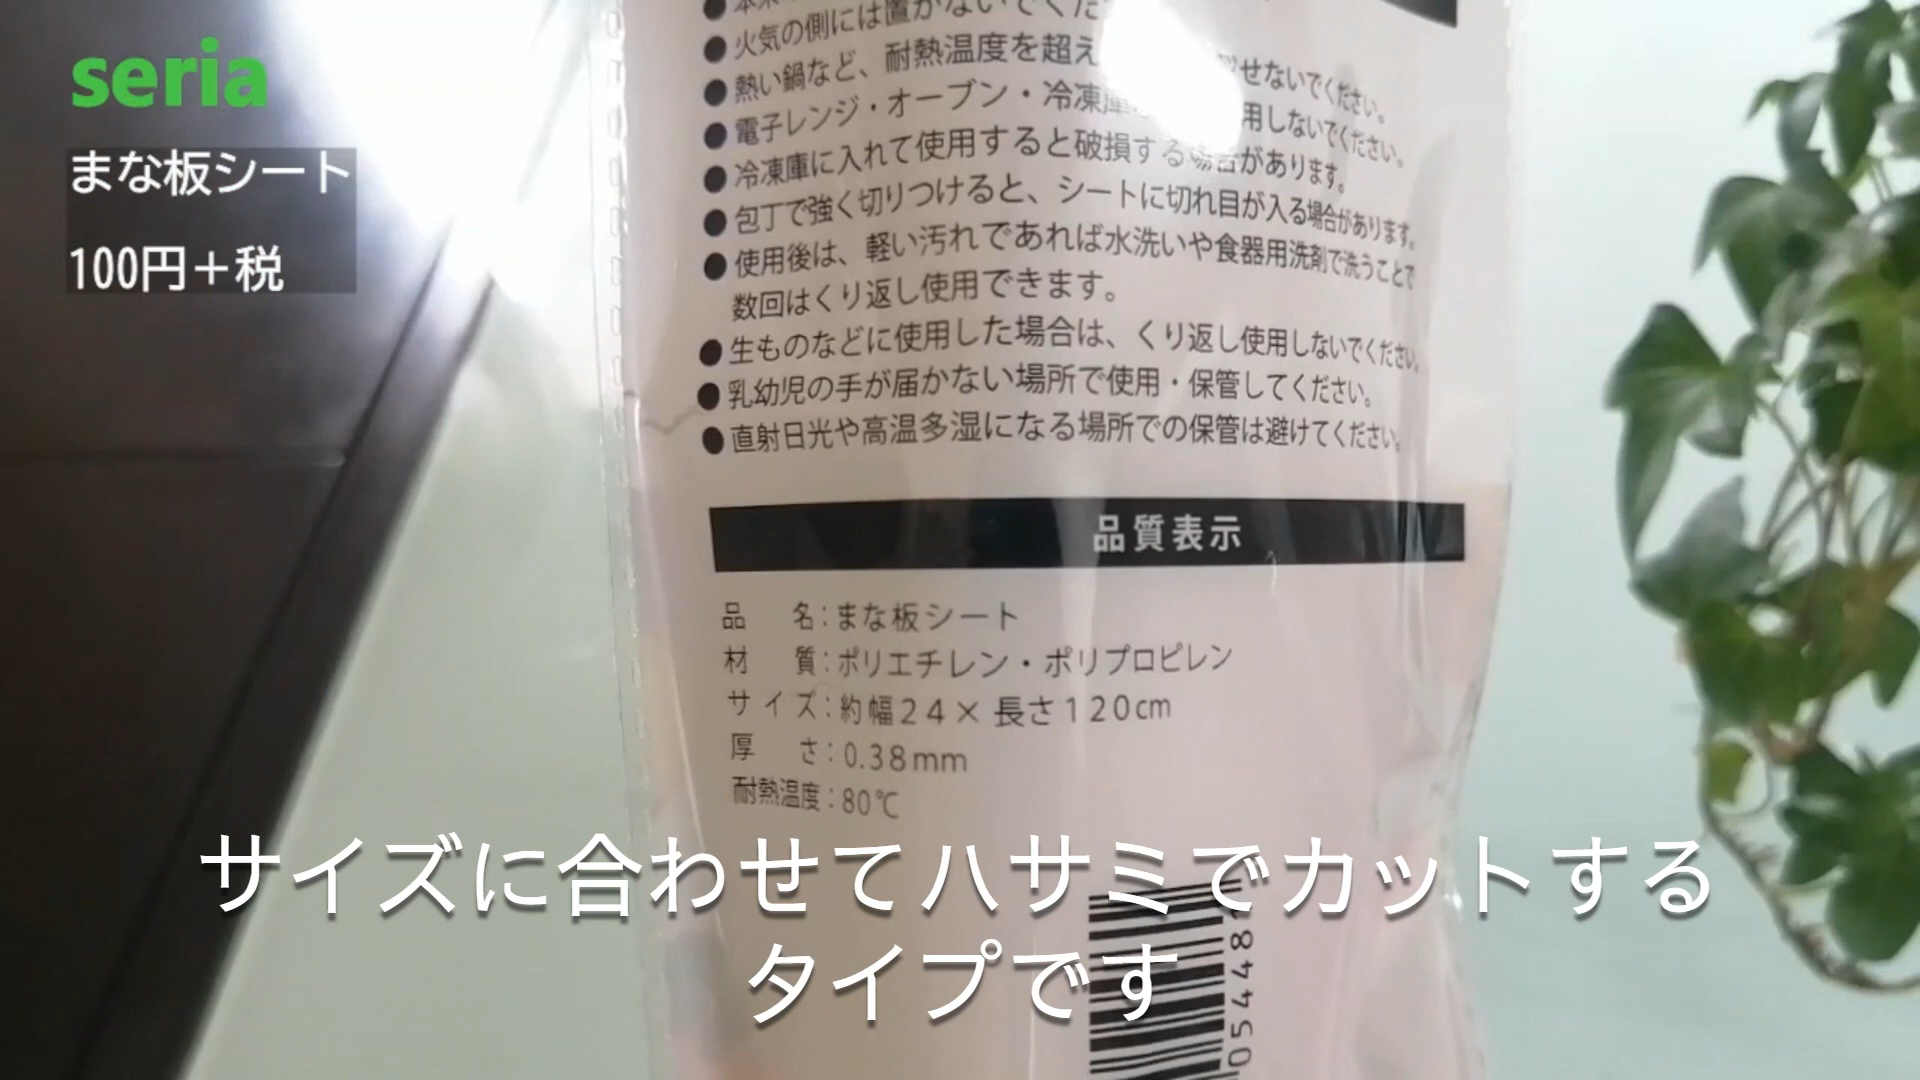 seria
まな板シート
100円＋税
火気の側には置かないでくだ
●熱い鍋など、耐熱温度を超え せないでください。
●電子レンジ・オーブン・冷凍庫 用しないでください。
●冷凍庫に入れて使用すると破損する場合があります。
●包丁で強く切りつけると、シートに切れ目が入る場合があります。
●使用後は、軽い汚れであれば水洗いや食器用洗剤で洗うことで
数回はくり返し使用できます。
●生ものなどに使用した場合は、くり返し使用しないでください。
●乳幼児の手が届かない場所で使用・保管してください。
●直射日光や高温多湿になる場所での保管は避けてください。
品質表示
品　名：まな板シート
材　質：ポリエチレン・ポリプロピレン
サイズ：約幅24×長さ120cm
厚　さ：0.38mm
耐熱温度：80℃
サイズに合わせてハサミでカットする
タイプです